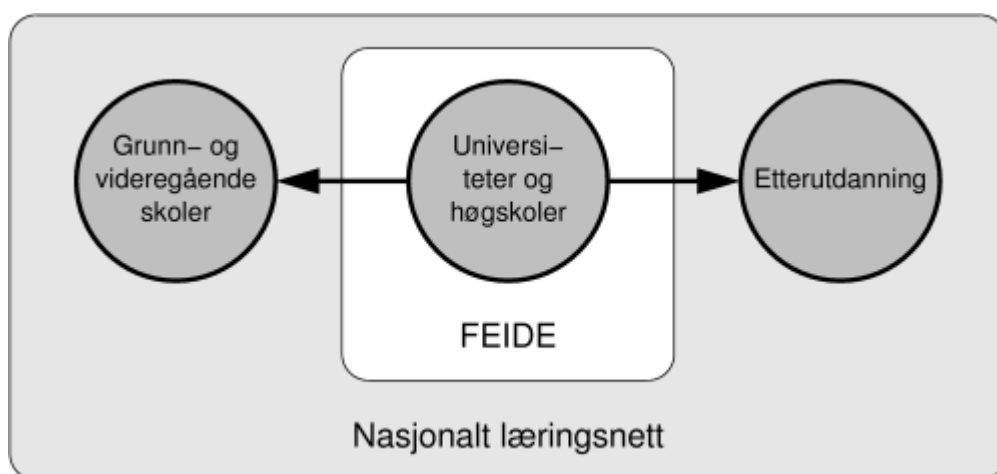 Grunn– og
videregående
skoler
Universi–
teter og
høgskoler
Etterutdanning
FEIDE
Nasjonalt læringsnett